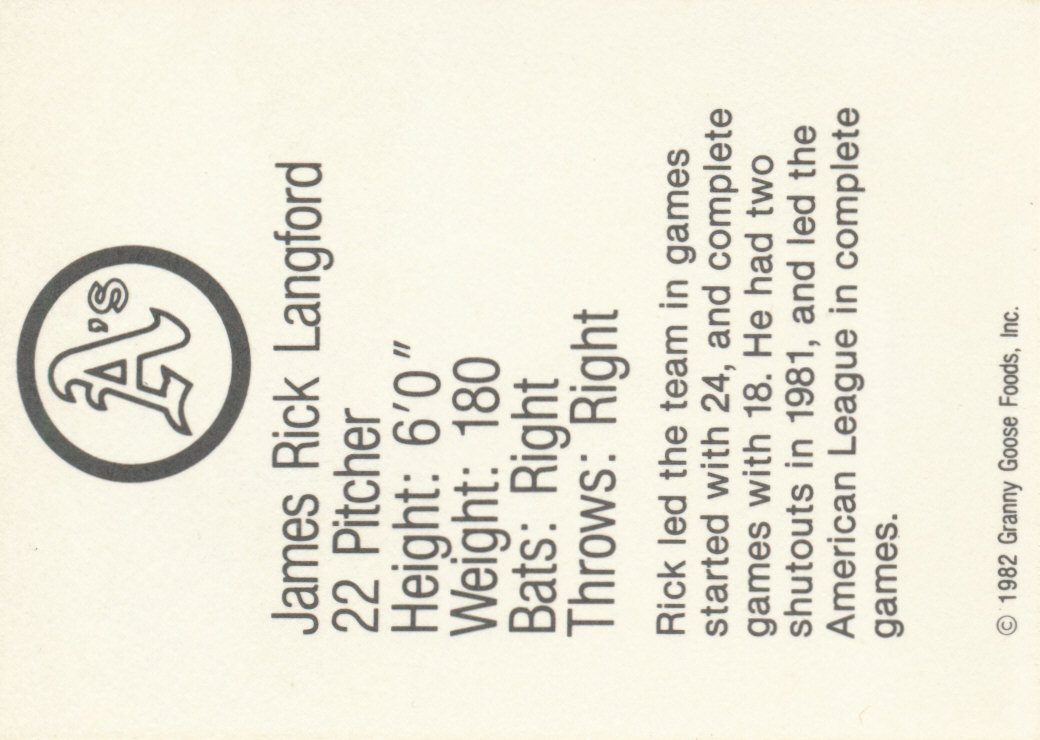 A's
James Rick Langford
22 Pitcher
Height: 6'0"
Weight: 180
Bats: Right
Throws: Right
Rick led the team in games
started with 24, and complete
games with 18. He had two
shutouts in 1981, and led the
American League in complete
games.
© 1982 Granny Goose Foods, Inc.